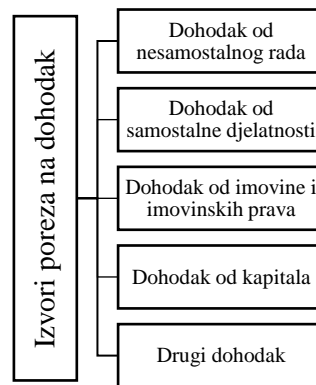 Izvori poreza na dohodak
Dohodak od
nesamostalnog rada
Dohodak od
samostalne djelatnosti
Dohodak od imovine i
imovinskih prava
Dohodak od kapitala
Drugi dohodak